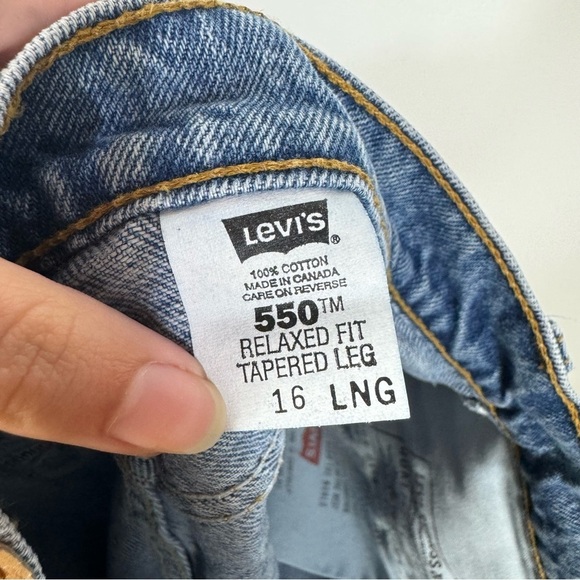 LEVI'S
®
100% COTTON
MADE IN CANADA
CARE ON REVERSE
550™
RELAXED FIT
TAPERED LEG
16 LNG